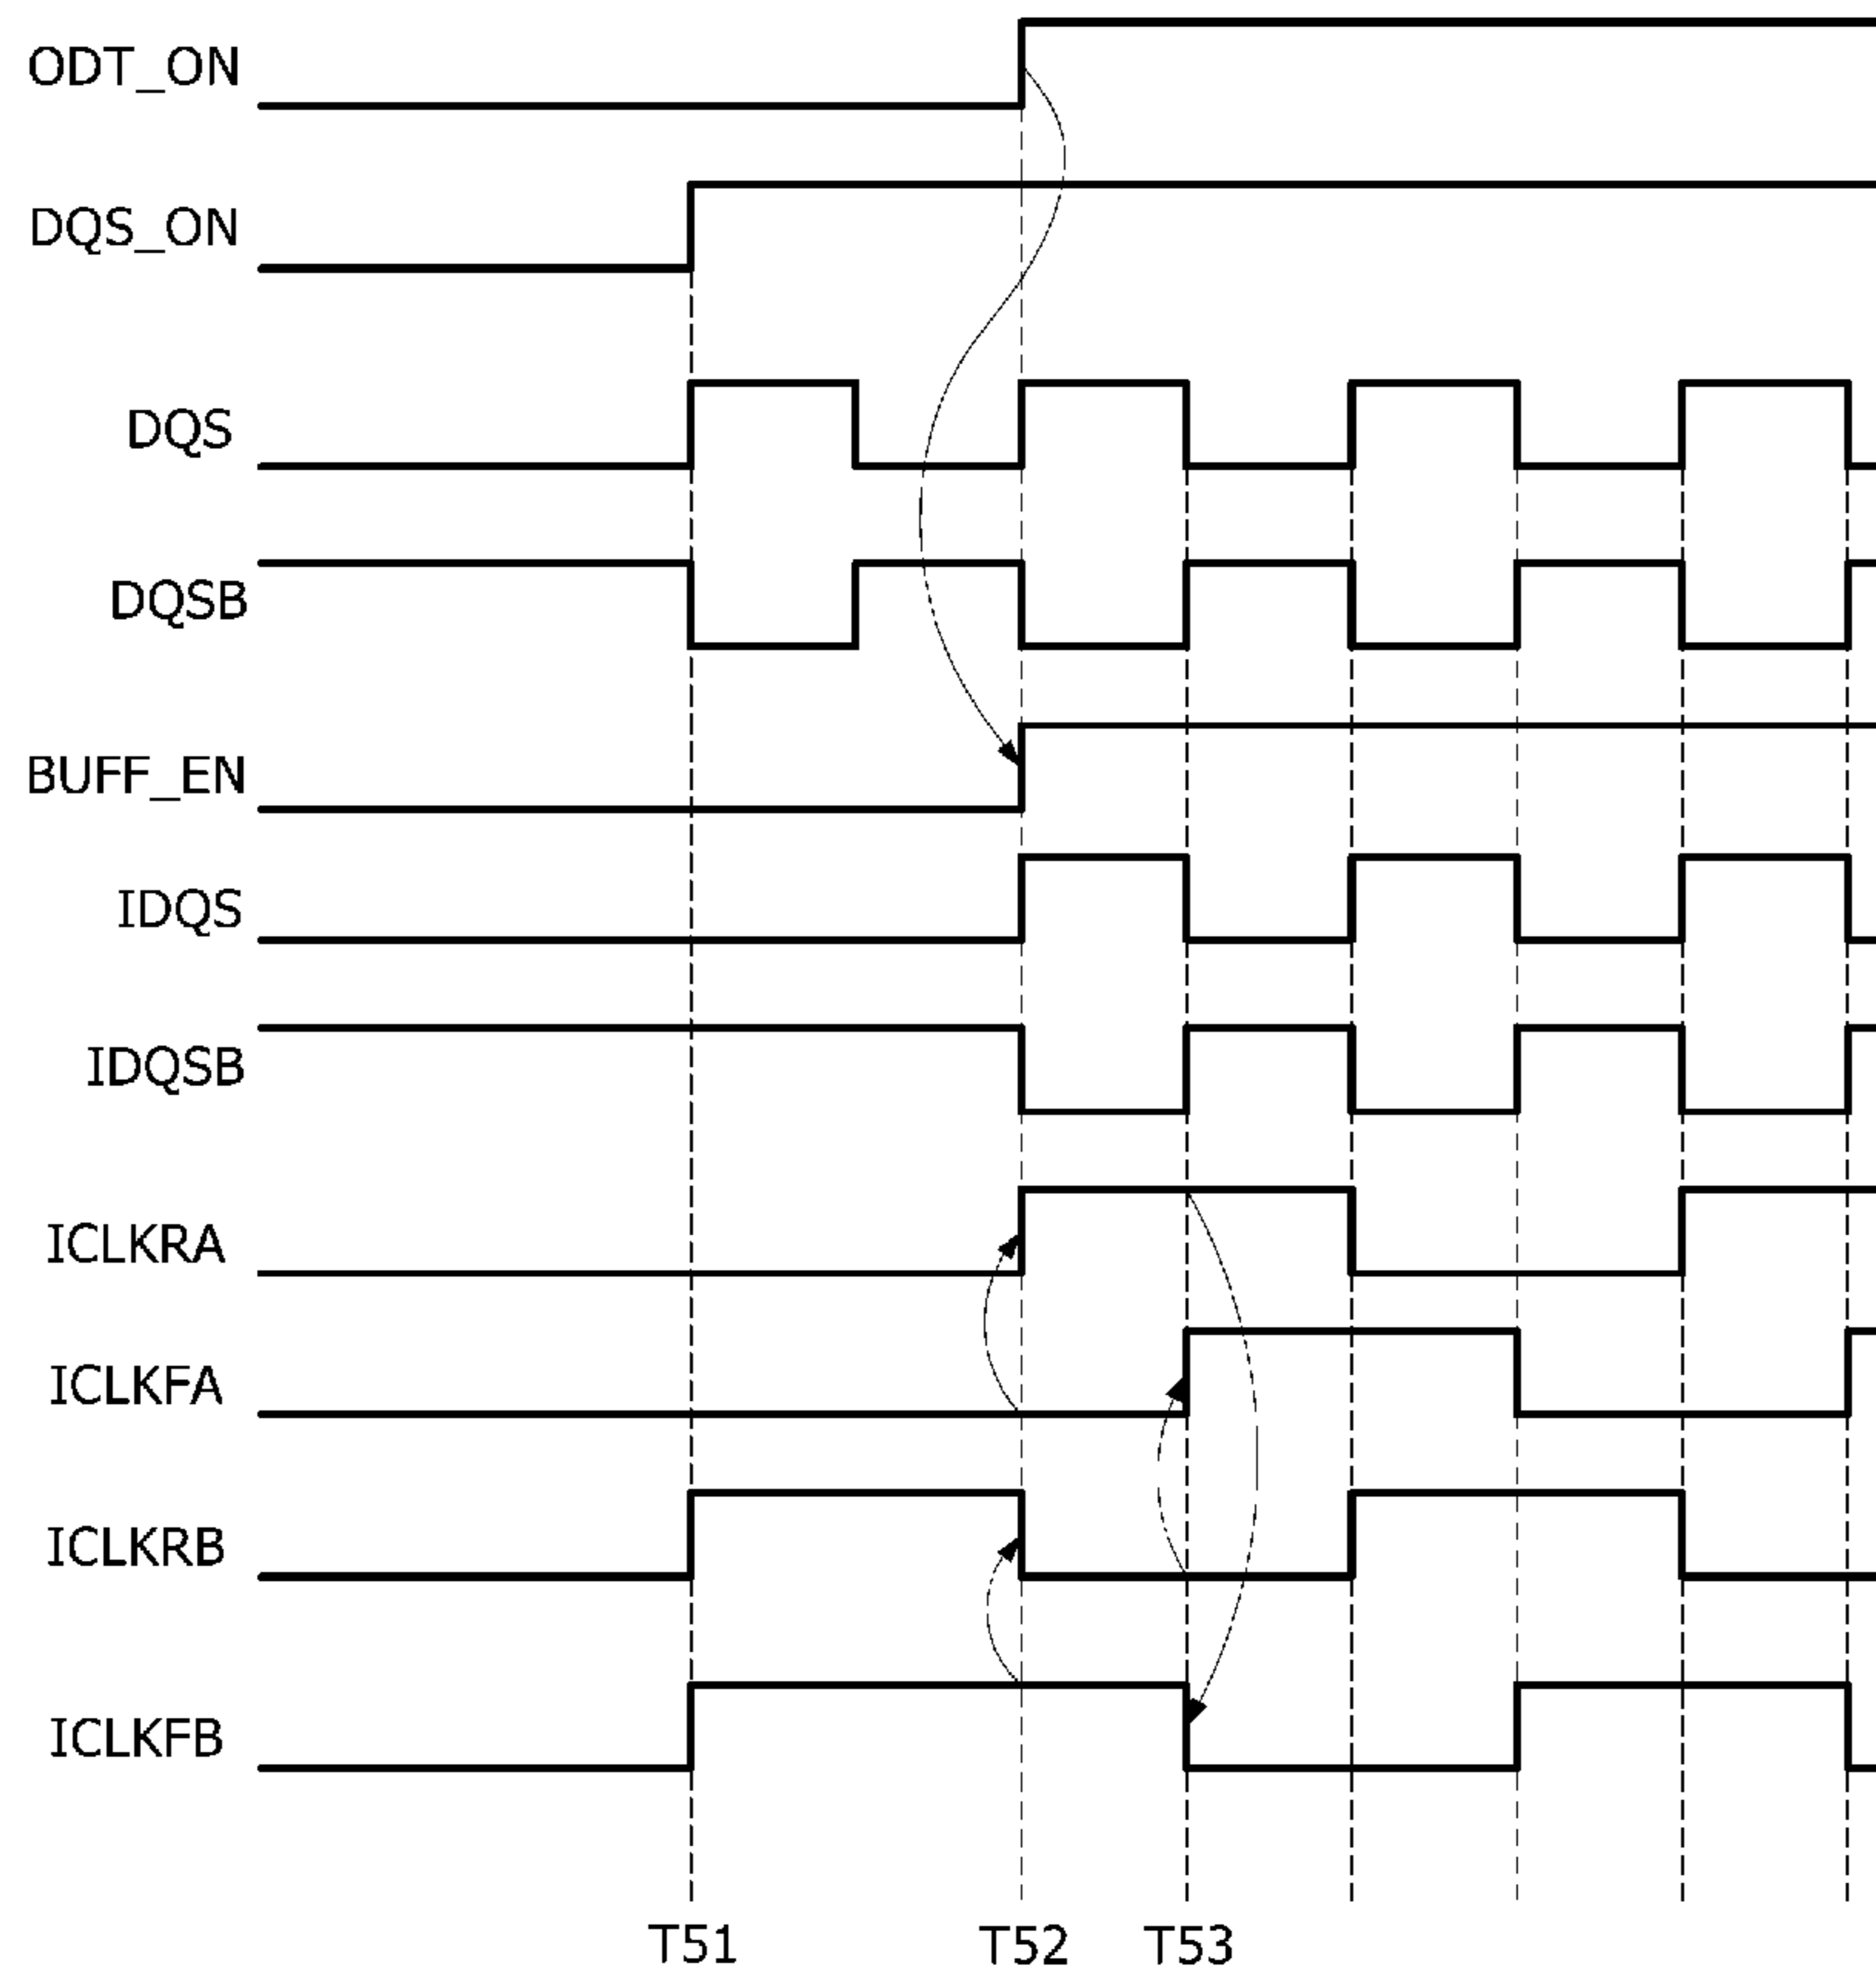 ODT_ON
DQS_ON
DQS
DQSB
BUFF_EN
IDQS
IDQSB
ICLKRA
ICLKFA
ICLKRB
ICLKFB
T51 T52 T53